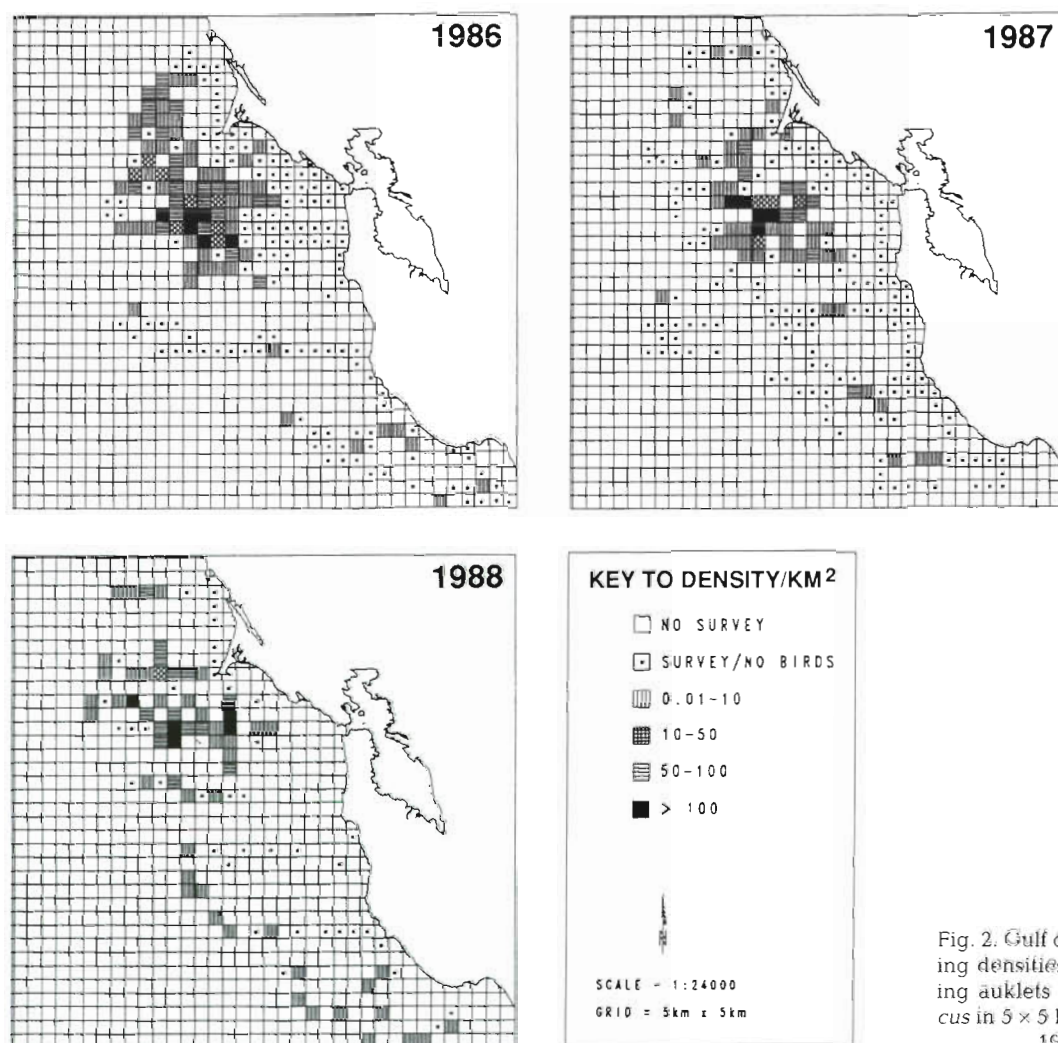 1986
1987
1988
KEY TO DENSITY/KM²
NO SURVEY
SURVEY/NO BIRDS
0.01-10
10-50
50-100
> 100
SCALE - 1:24000
GRID = 5km x 5km
Fig. 2. Gulf
ing densities
ing auklets
cus in 5 × 5